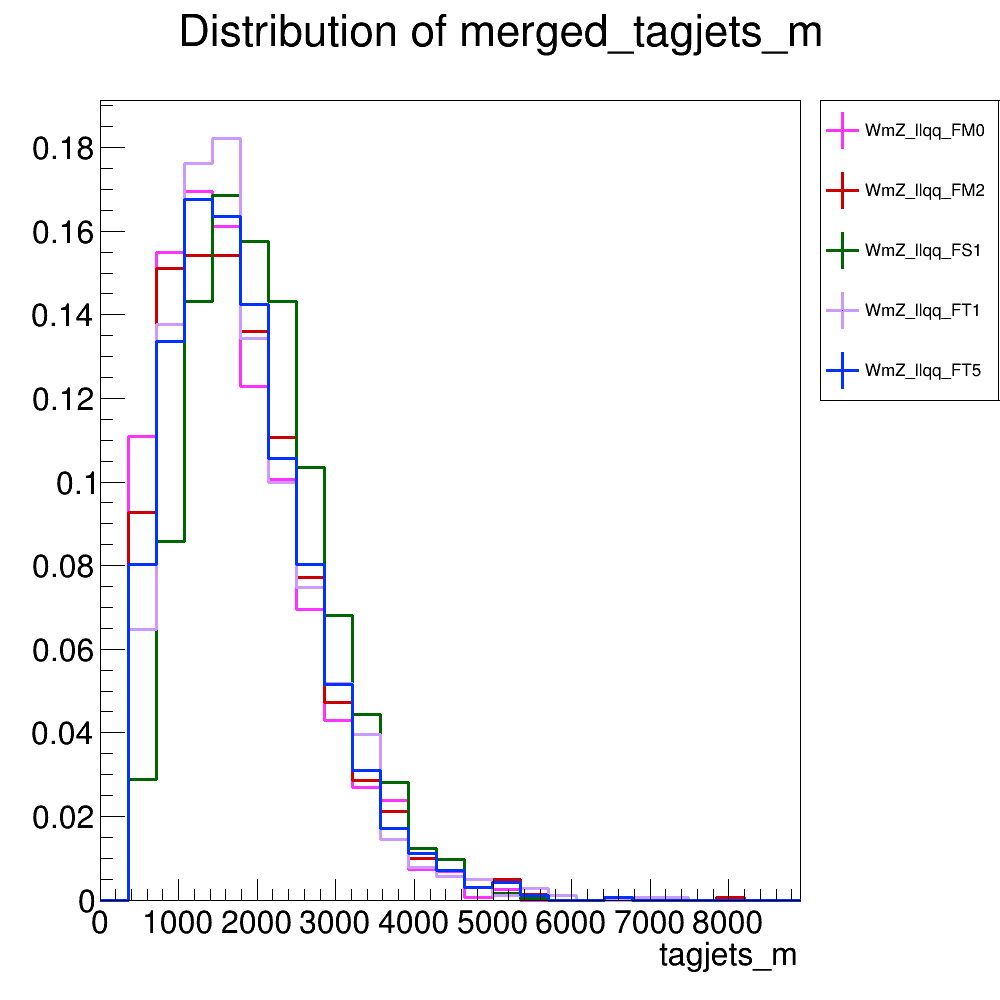 Distribution of merged_tagjets_m
0.18
0.16
0.14
0.12
0.1
0.08
0.06
0.04
0.02
0
0 1000 2000 3000 4000 5000 6000 7000 8000
tagjets_m
WmZ_llqq_FM0
WmZ_llqq_FM2
WmZ_llqq_FS1
WmZ_llqq_FT1
WmZ_llqq_FT5